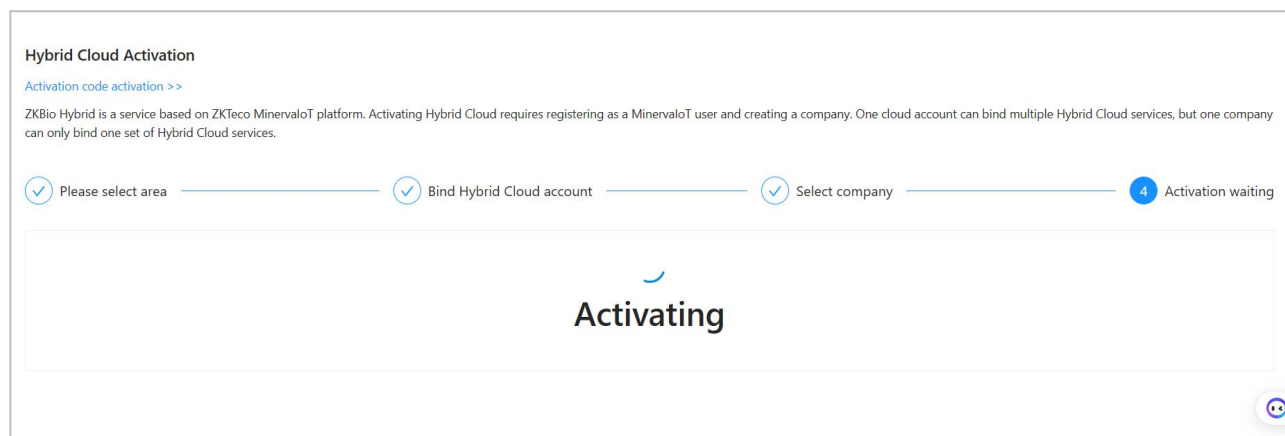 Hybrid Cloud Activation
Activation code activation >>
ZKBio Hybrid is a service based on ZKTeco MinervaIoT platform. Activating Hybrid Cloud requires registering as a MinervaIoT user and creating a company. One cloud account can bind multiple Hybrid Cloud services, but one company
can only bind one set of Hybrid Cloud services.
Please select area
Bind Hybrid Cloud account
Select company
4 Activation waiting
Activating